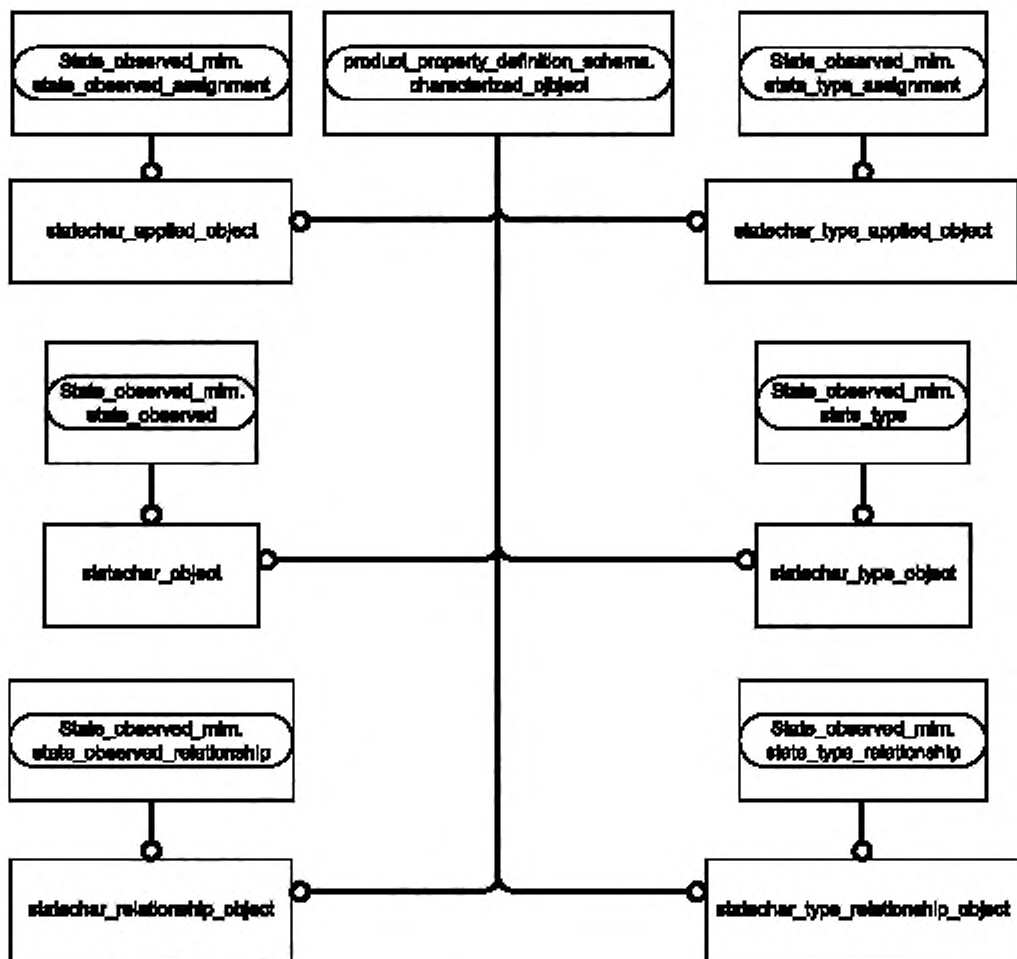 State_observed_mim.
state_observed_assignment
product_property_definition_schema.
characterized_object
State_observed_mim.
state_type_assignment
statechar_applied_object
statechar_type_applied_object
State_observed_mim.
state_observed
State_observed_mim.
state_type
statechar_object
statechar_type_object
State_observed_mim.
state_observed_relationship
State_observed_mim.
state_type_relationship
statechar_relationship_object
statechar_type_relationship_object